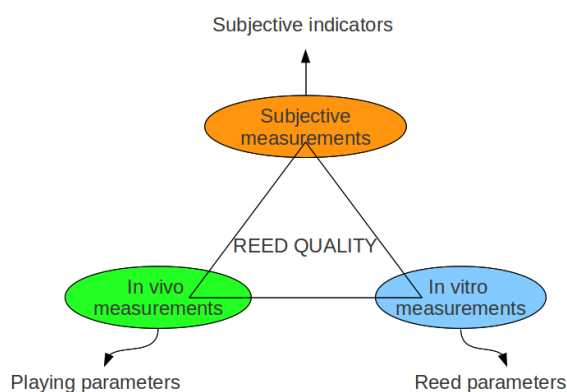 Subjective indicators
Subjective
measurements
REED QUALITY
In vivo
measurements
In vitro
measurements
Playing parameters
Reed parameters